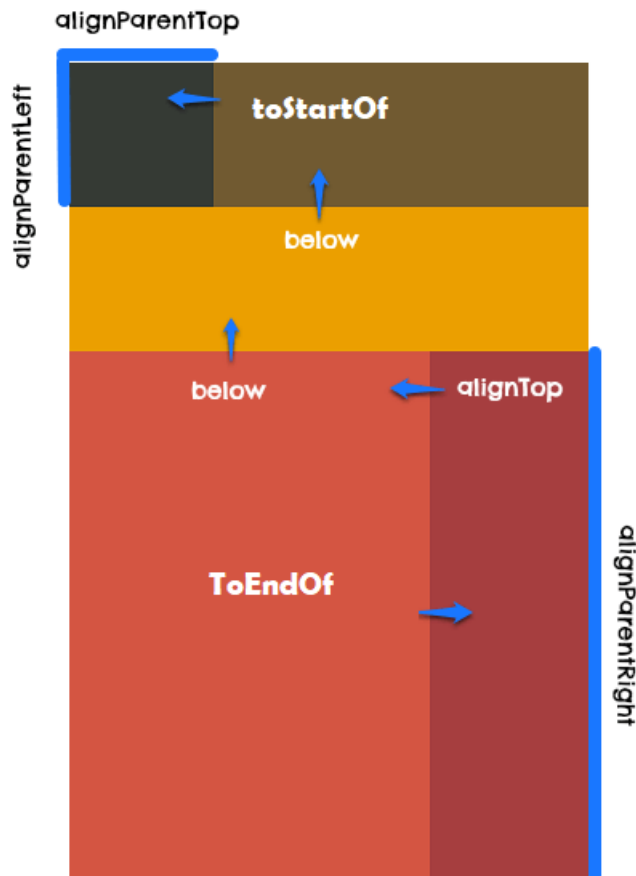 alignParentTop
alignParentLeft
toStartOf
below
below
alignTop
ToEndOf
alignParentRight